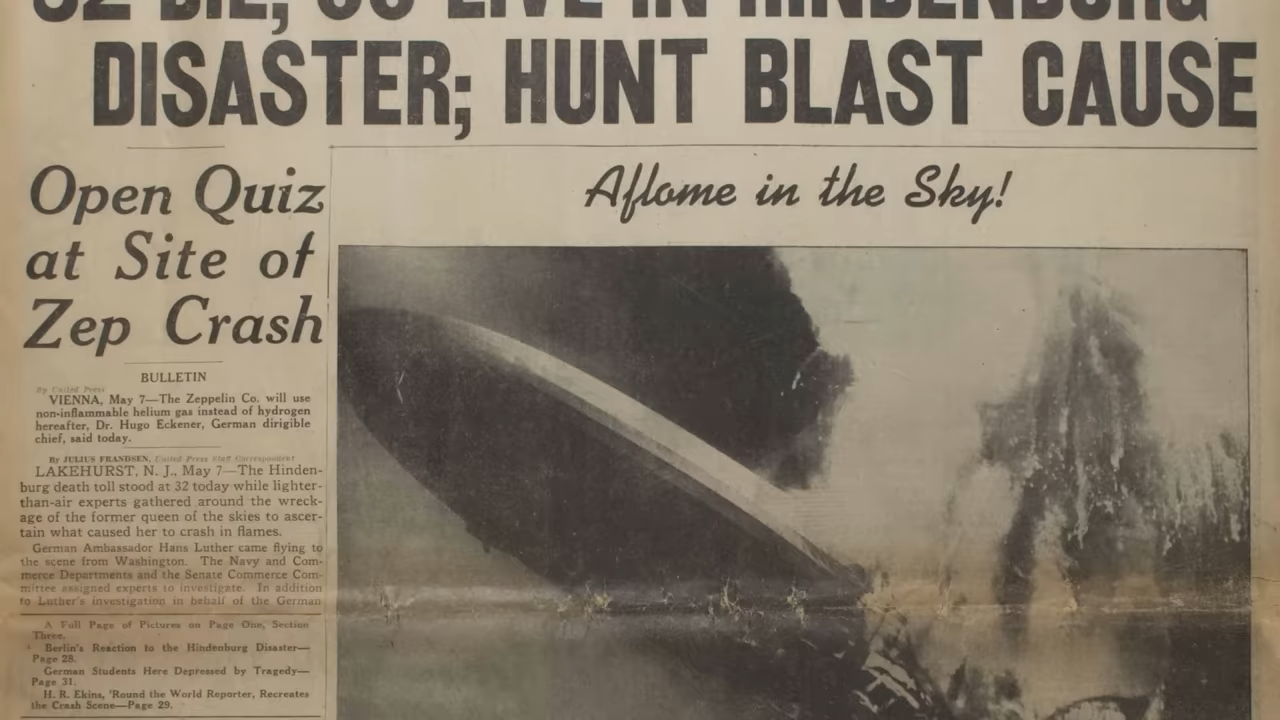 32 DIE, 66 LIVE IN HINDENBURG
DISASTER; HUNT BLAST CAUSE
Open Quiz
at Site of
Zep Crash
BULLETIN
By United Press
VIENNA, May 7—The Zeppelin Co. will use
non-inflammable helium gas instead of hydrogen
hereafter, Dr. Hugo Eckener, German dirigible
chief, said today.
By JULIUS FRANDSEN, United Press Staff Correspondent
LAKEHURST, N. J., May 7—The Hinden-
burg death toll stood at 32 today while lighter-
than-air experts gathered around the wreck-
age of the former queen of the skies to ascer-
tain what caused her to crash in flames.
German Ambassador Hans Luther came flying to
the scene from Washington. The Navy and Com-
merce Departments and the Senate Commerce Com-
mittee assigned experts to investigate. In addition
to Luther's investigation in behalf of the German
A Full Page of Pictures on Page One, Section
Three.
Berlin's Reaction to the Hindenburg Disaster—
Page 28.
German Students Here Depressed by Tragedy—
Page 31.
H. R. Ekins, 'Round the World Reporter, Recreates
the Crash Scene—Page 29.
Aflame in the Sky!